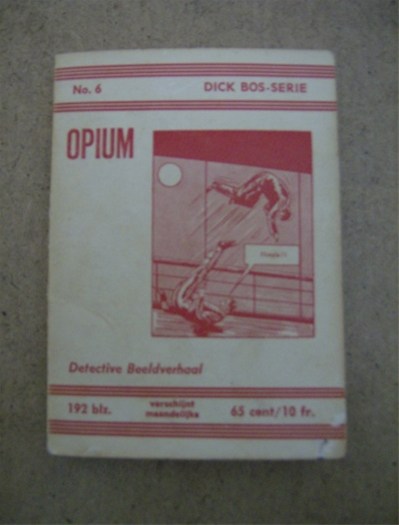 No. 6 DICK BOS-SERIE
OPIUM
Detective Beeldverhaal
192 blz. verschijnt maandelijks 65 cent/10 fr.